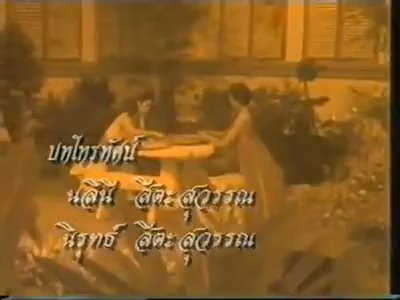 บทโทรทัศน์
นลินี สีตะสุวรรณ
นิรุทธ์ สีตะสุวรรณ